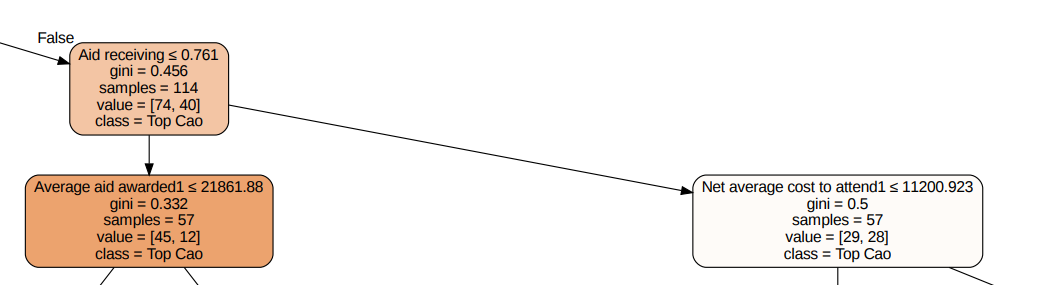 False
Aid receiving ≤ 0.761
gini = 0.456
samples = 114
value = [74, 40]
class = Top Cao
Average aid awarded1 ≤ 21861.88
gini = 0.332
samples = 57
value = [45, 12]
class = Top Cao
Net average cost to attend1 ≤ 11200.923
gini = 0.5
samples = 57
value = [29, 28]
class = Top Cao